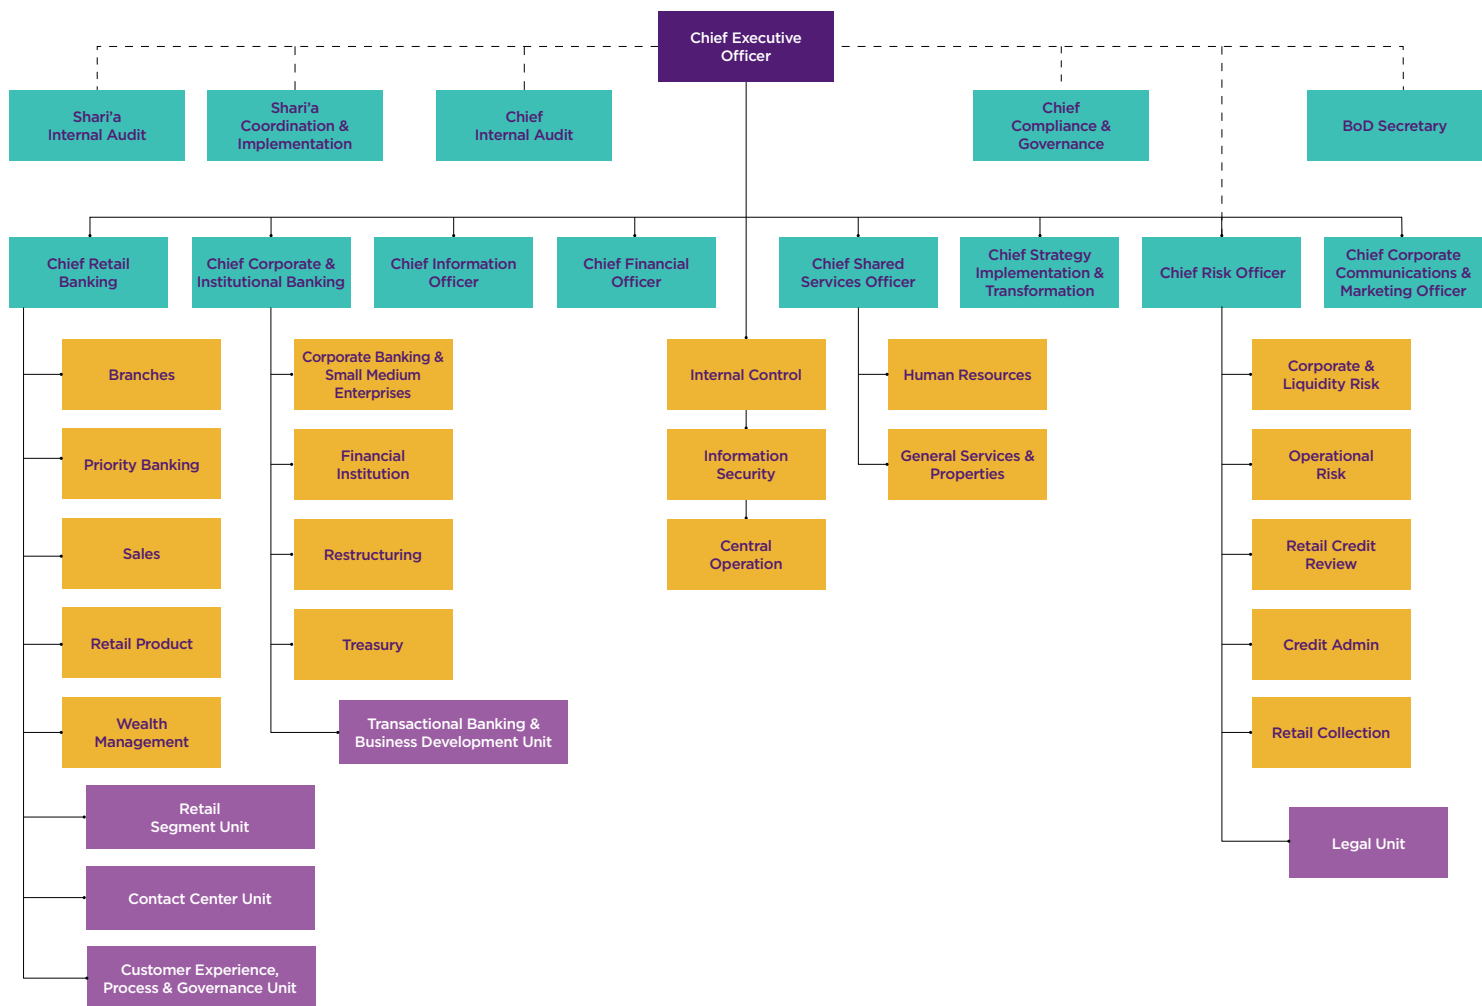 Chief Executive
Officer
Shari'a
Internal Audit
Shari'a
Coordination &
Implementation
Chief
Internal Audit
Chief
Compliance &
Governance
BoD Secretary
Chief Retail
Banking
Chief Corporate &
Institutional Banking
Chief Information
Officer
Chief Financial
Officer
Chief Shared
Services Officer
Chief Strategy
Implementation &
Transformation
Chief Risk Officer
Chief Corporate
Communications &
Marketing Officer
Branches
Priority Banking
Sales
Retail Product
Wealth
Management
Retail
Segment Unit
Contact Center Unit
Customer Experience,
Process & Governance Unit
Corporate Banking &
Small Medium
Enterprises
Financial
Institution
Restructuring
Treasury
Transactional Banking &
Business Development Unit
Internal Control
Information
Security
Central
Operation
Human Resources
General Services &
Properties
Corporate &
Liquidity Risk
Operational
Risk
Retail Credit
Review
Credit Admin
Retail Collection
Legal Unit